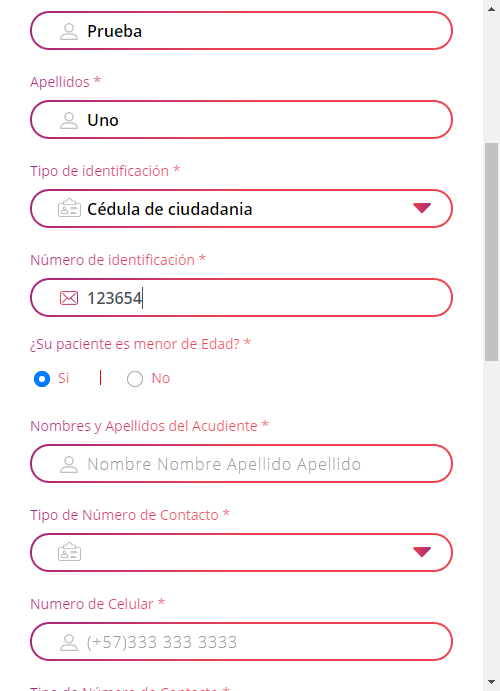 Prueba
Apellidos *
Uno
Tipo de identificación *
Cédula de ciudadania
Número de identificación *
123654
¿Su paciente es menor de Edad? *
Si | No
Nombres y Apellidos del Acudiente *
Nombre Nombre Apellido Apellido
Tipo de Número de Contacto *
Numero de Celular *
(+57)333 333 3333
Tipo de Número de Contacto *